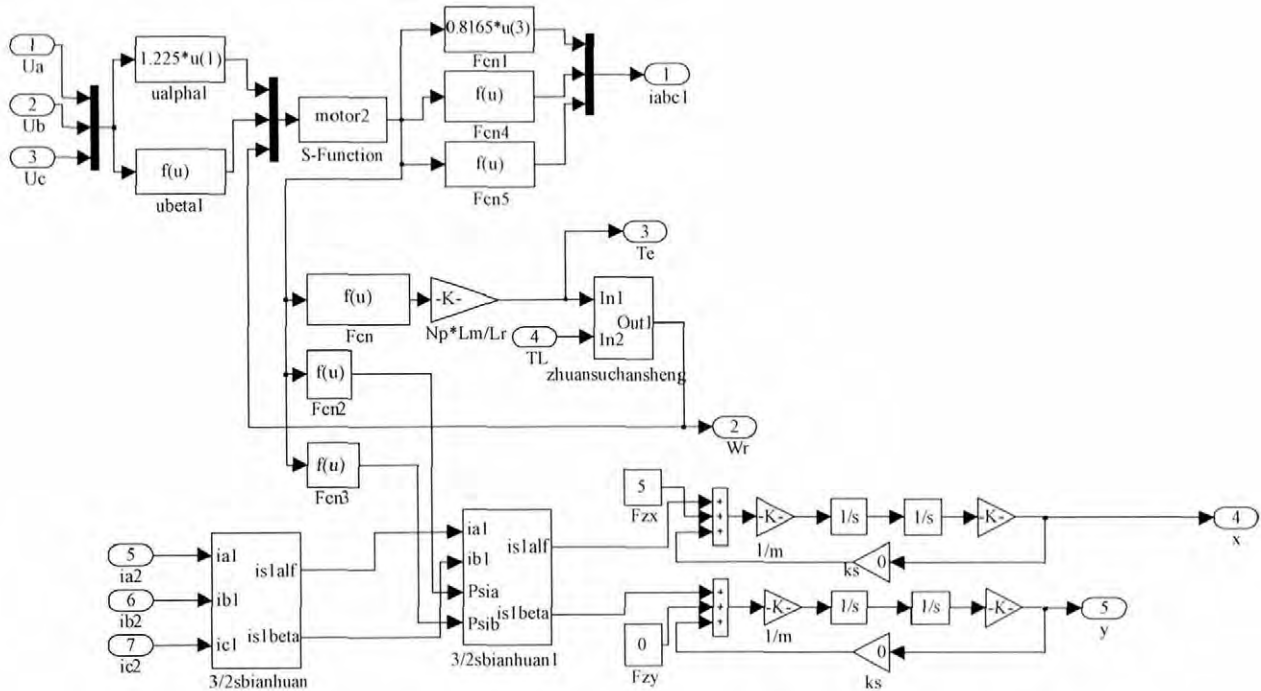 1
Ua
2
Ub
3
Uc
1.225*u(1)
ualpha1
f(u)
ubeta1
motor2
S-Function
0.8165*u(3)
Fcn1
f(u)
Fcn4
f(u)
Fcn5
1
iabc1
3
Te
f(u)
Fcn
-K-
Np*Lm/Lr
4
TL
In1
In2
Out1
zhuansuchansheng
f(u)
Fcn2
f(u)
Fcn3
2
Wr
5
ia2
6
ib2
7
ic2
ia1
ib1
ic1
is1alf
is1beta
3/2sbianhuan
ia1
ib1
Psia
Psib
is1alf
is1beta
3/2sbianhuan1
5
Fzx
+
+
+
-K-
1/m
1/s
1/s
-K-
0
ks
4
x
0
Fzy
+
+
+
-K-
1/m
1/s
1/s
-K-
0
ks
5
y